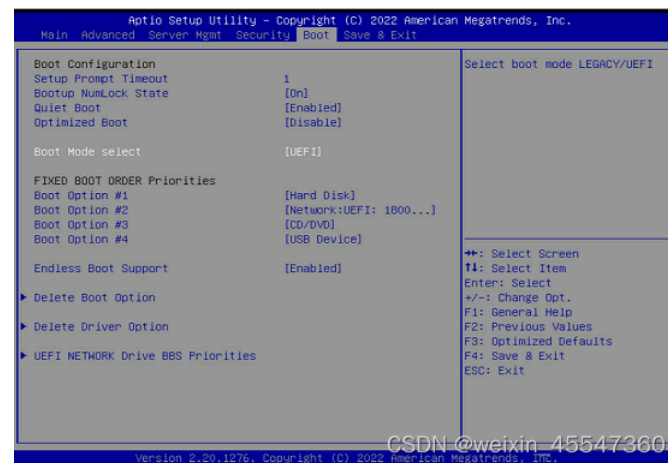 Aptio Setup Utility – Copyright (C) 2022 American Megatrends, Inc.
Main Advanced Server Mgmt Security Boot Save & Exit
Boot Configuration
Setup Prompt Timeout 1
Bootup NumLock State [On]
Quiet Boot [Enabled]
Optimized Boot [Disable]
Boot Mode select [UEFI]
FIXED BOOT ORDER Priorities
Boot Option #1 [Hard Disk]
Boot Option #2 [Network:UEFI: 1800...]
Boot Option #3 [CD/DVD]
Boot Option #4 [USB Device]
Endless Boot Support [Enabled]
▶ Delete Boot Option
▶ Delete Driver Option
▶ UEFI NETWORK Drive BBS Priorities
Select boot mode LEGACY/UEFI
→←: Select Screen
↑↓: Select Item
Enter: Select
+/-: Change Opt.
F1: General Help
F2: Previous Values
F3: Optimized Defaults
F4: Save & Exit
ESC: Exit
Version 2.20.1276. Copyright (C) 2022 American Megatrends, Inc.
CSDN @weixin_45547360